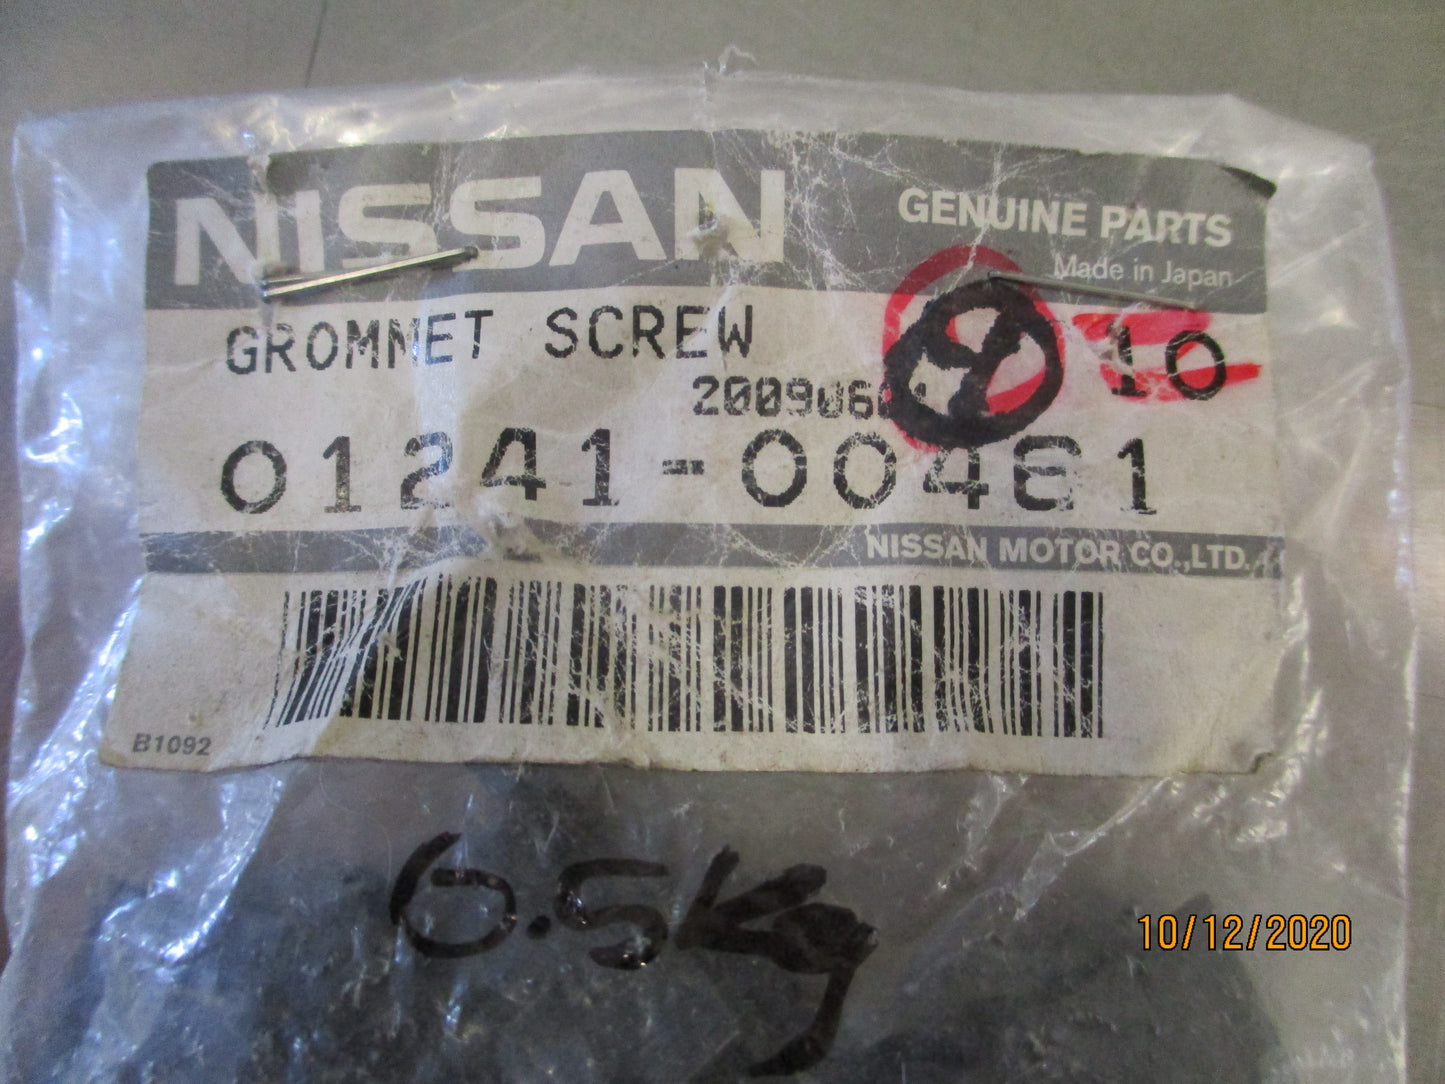 NISSAN
GENUINE PARTS
Made in Japan
GROMMET SCREW
10
01241-00461
NISSAN MOTOR CO.,LTD.
B1092
6.5Kg
10/12/2020